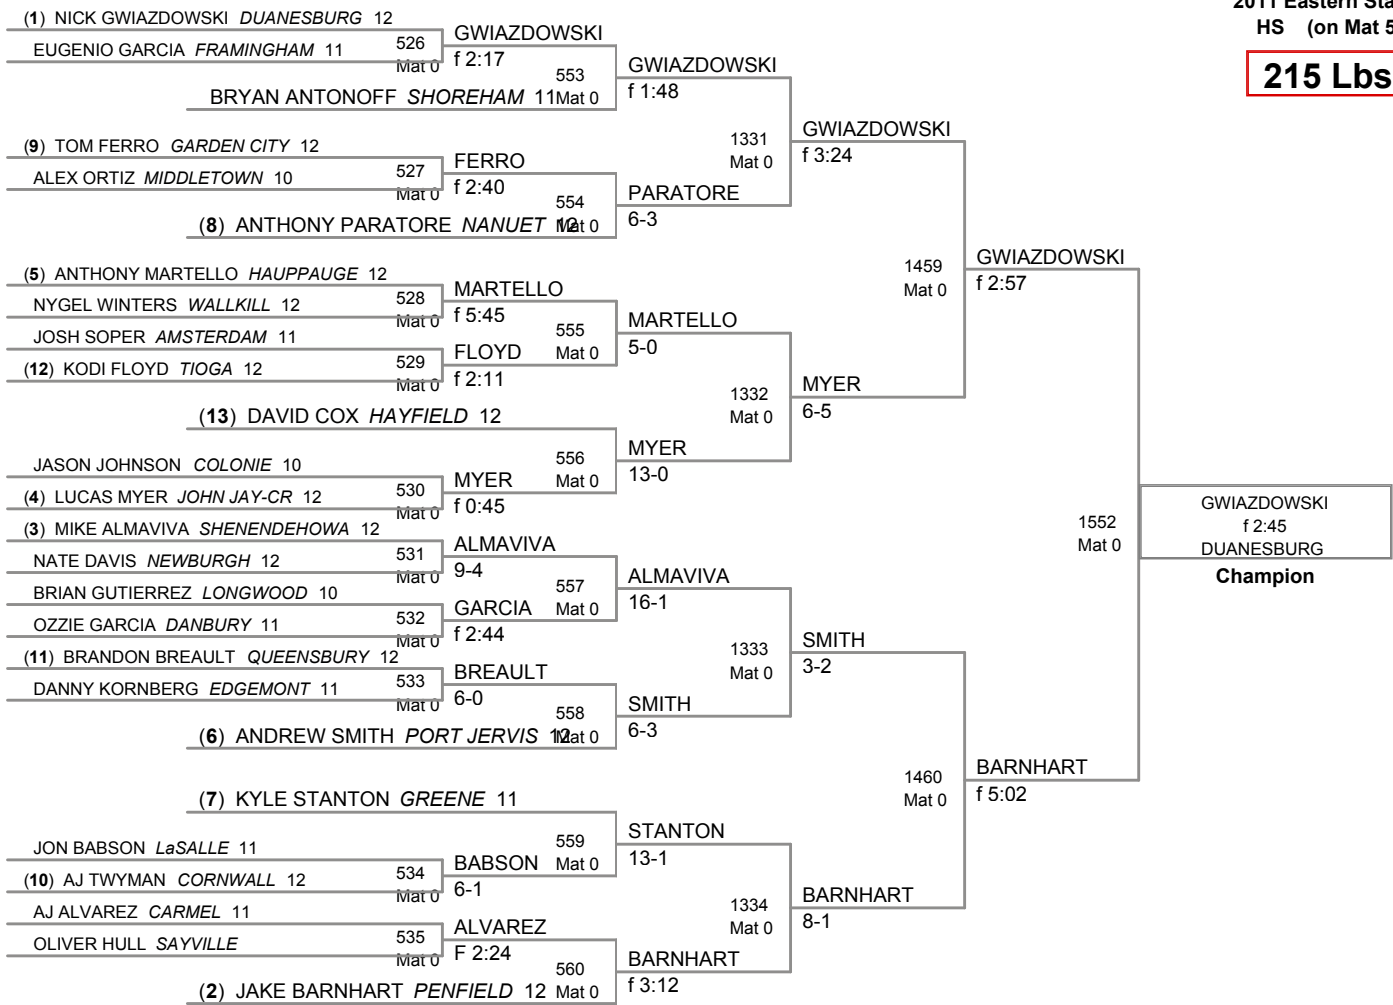 2011 Eastern Sta
HS (on Mat 5
215 Lbs
(1) NICK GWIAZDOWSKI DUANESBURG 12
EUGENIO GARCIA FRAMINGHAM 11
526
Mat 0
GWIAZDOWSKI
f 2:17
BRYAN ANTONOFF SHOREHAM 11
553
Mat 0
GWIAZDOWSKI
f 1:48
(9) TOM FERRO GARDEN CITY 12
ALEX ORTIZ MIDDLETOWN 10
527
Mat 0
FERRO
f 2:40
(8) ANTHONY PARATORE NANUET 12
554
Mat 0
PARATORE
6-3
1331
Mat 0
GWIAZDOWSKI
f 3:24
(5) ANTHONY MARTELLO HAUPPAUGE 12
NYGEL WINTERS WALLKILL 12
528
Mat 0
MARTELLO
f 5:45
JOSH SOPER AMSTERDAM 11
(12) KODI FLOYD TIOGA 12
529
Mat 0
FLOYD
f 2:11
555
Mat 0
MARTELLO
5-0
(13) DAVID COX HAYFIELD 12
JASON JOHNSON COLONIE 10
(4) LUCAS MYER JOHN JAY-CR 12
530
Mat 0
MYER
f 0:45
556
Mat 0
MYER
13-0
1332
Mat 0
MYER
6-5
1459
Mat 0
GWIAZDOWSKI
f 2:57
(3) MIKE ALMAVIVA SHENENDEHOWA 12
NATE DAVIS NEWBURGH 12
531
Mat 0
ALMAVIVA
9-4
BRIAN GUTIERREZ LONGWOOD 10
OZZIE GARCIA DANBURY 11
532
Mat 0
GARCIA
f 2:44
557
Mat 0
ALMAVIVA
16-1
(11) BRANDON BREAULT QUEENSBURY 12
DANNY KORNBERG EDGEMONT 11
533
Mat 0
BREAULT
6-0
(6) ANDREW SMITH PORT JERVIS 12
558
Mat 0
SMITH
6-3
1333
Mat 0
SMITH
3-2
(7) KYLE STANTON GREENE 11
JON BABSON LaSALLE 11
(10) AJ TWYMAN CORNWALL 12
534
Mat 0
BABSON
6-1
559
Mat 0
STANTON
13-1
AJ ALVAREZ CARMEL 11
OLIVER HULL SAYVILLE
535
Mat 0
ALVAREZ
F 2:24
(2) JAKE BARNHART PENFIELD 12
560
Mat 0
BARNHART
f 3:12
1334
Mat 0
BARNHART
8-1
1460
Mat 0
BARNHART
f 5:02
1552
Mat 0
GWIAZDOWSKI
f 2:45
DUANESBURG
Champion